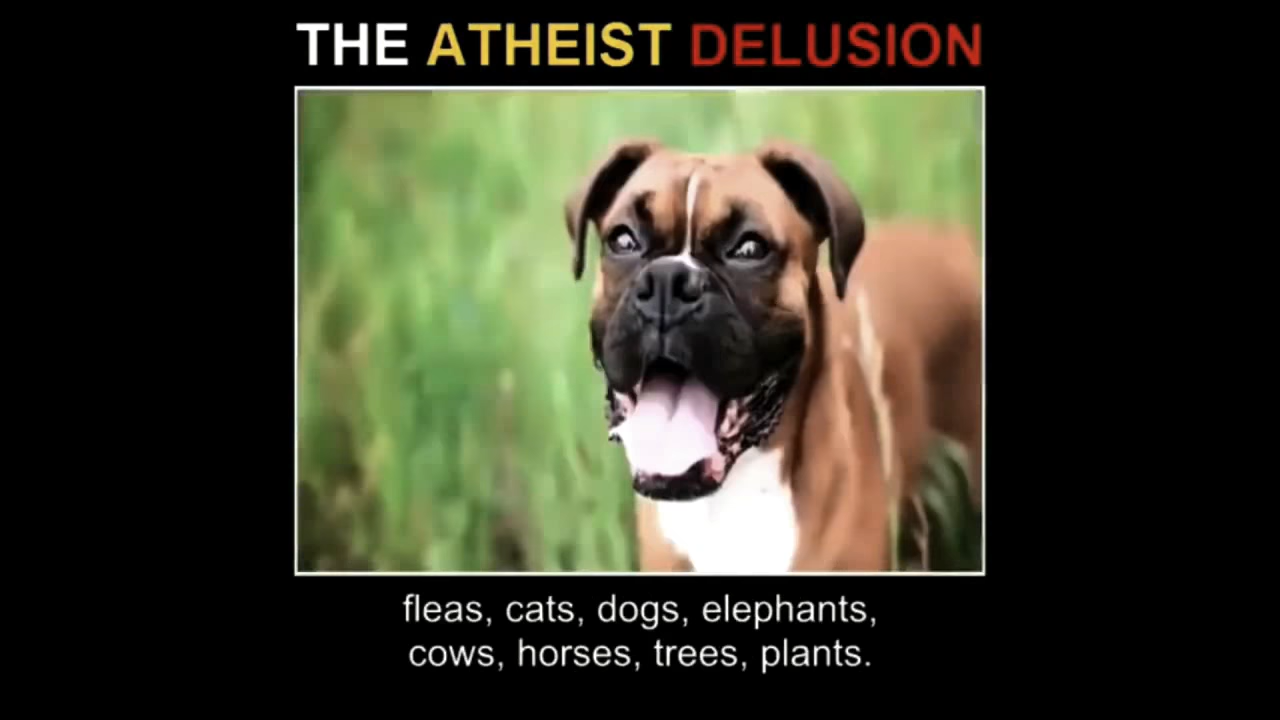 THE ATHEIST DELUSION
fleas, cats, dogs, elephants,
cows, horses, trees, plants.